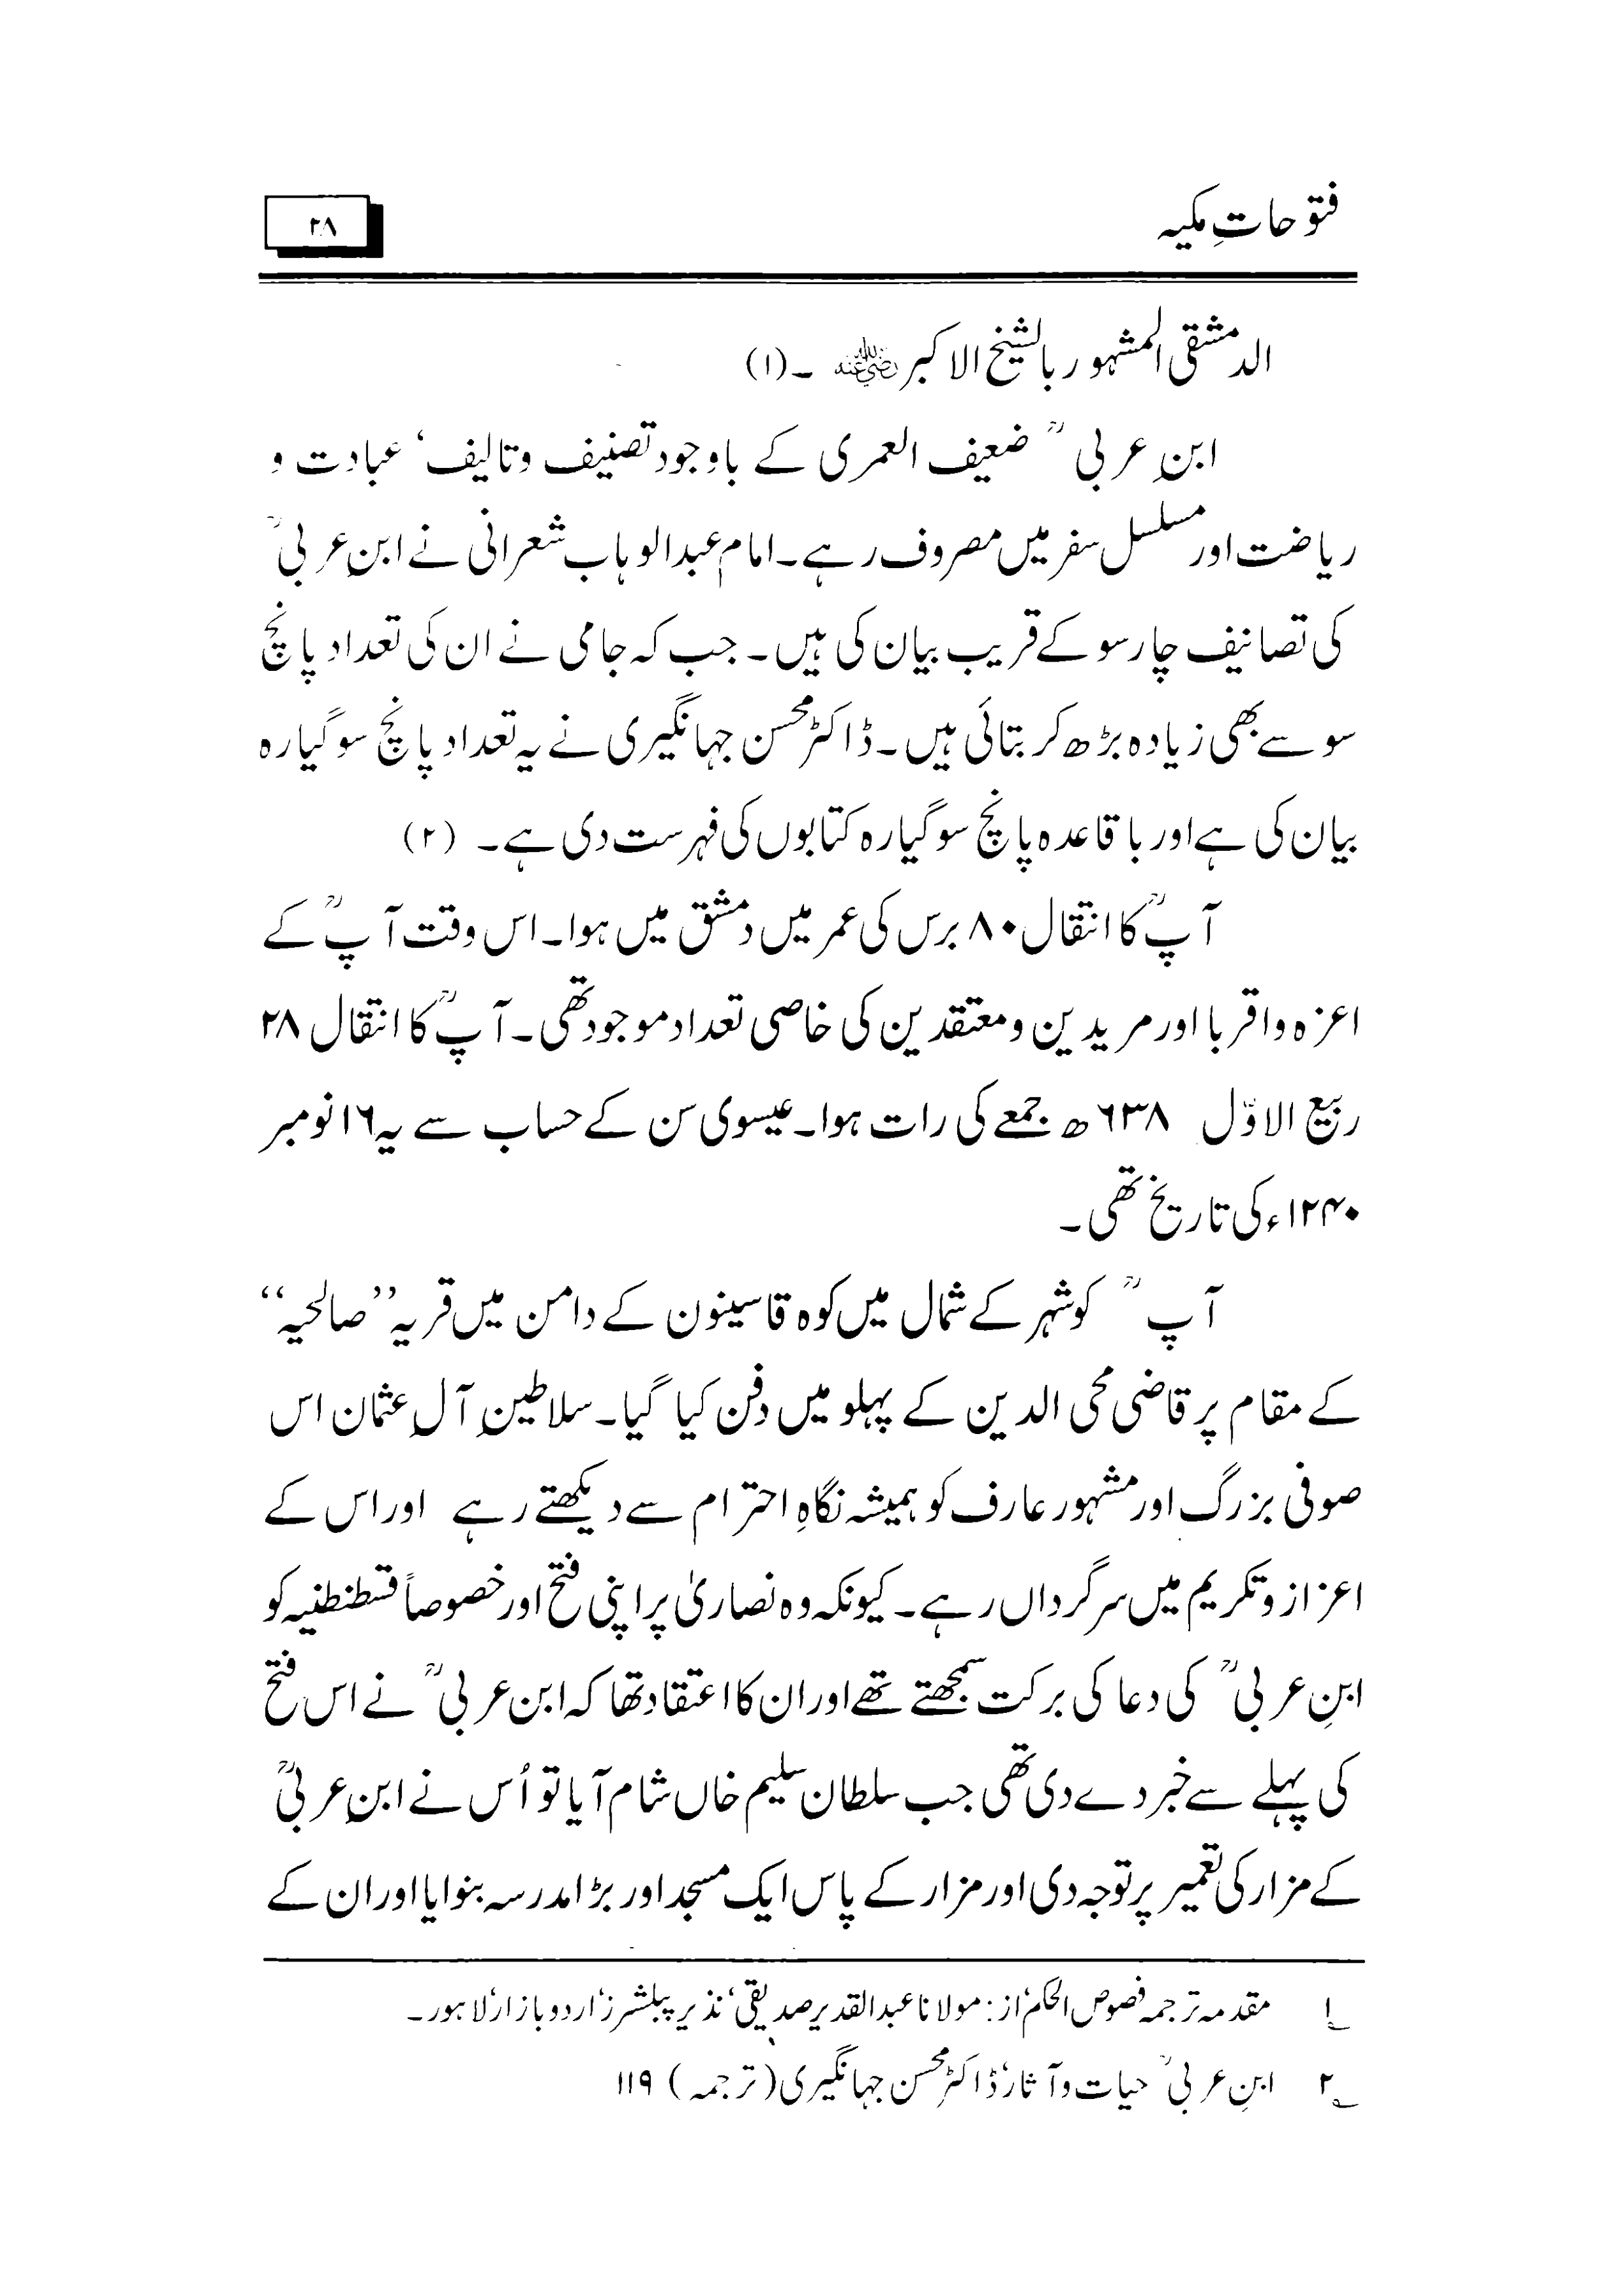 فتوحاتِ مکیہ
۲۸
الدمشقی المشہور بالشیخ الاکبر رضی اللہ عنہ ۔(۱)
ابنِ عربی ؒ ضعیف العمری کے باوجود تصنیف و تالیف‘ عبادت و
ریاضت اور مسلسل سفر میں مصروف رہے۔ امام عبدالوہاب شعرانی نے ابنِ عربی ؒ
کی تصانیف چار سو کے قریب بیان کی ہیں۔ جب کہ جامی نے ان کی تعداد پانچ
سو سے بھی زیادہ بڑھ کر بتائی ہیں۔ ڈاکٹر محسن جہانگیری نے یہ تعداد پانچ سو گیارہ
بیان کی ہے اور باقاعدہ پانچ سو گیارہ کتابوں کی فہرست دی ہے۔ (۲)
آپؒ کا انتقال ۸۰ برس کی عمر میں دمشق میں ہوا۔ اس وقت آپؒ کے
اعزہ و اقربا اور مریدین و معتقدین کی خاصی تعداد موجود تھی۔ آپؒ کا انتقال ۲۸
ربیع الاوّل ۶۳۸ھ جمعے کی رات ہوا۔ عیسوی سن کے حساب سے یہ ۱۶ نومبر
۱۲۴۰ء کی تاریخ تھی۔
آپ ؒ کو شہر کے شمال میں کوہ قاسینون کے دامن میں قریہ ’’صالحیہ‘‘
کے مقام پر قاضی محی الدین کے پہلو میں دفن کیا گیا۔ سلاطینِ آلِ عثمان اس
صوفی بزرگ اور مشہور عارف کو ہمیشہ نگاہِ احترام سے دیکھتے رہے اور اس کے
اعزاز و تکریم میں سرگرداں رہے۔ کیونکہ وہ نصاریٰ پر اپنی فتح اور خصوصاً قسطنطنیہ کو
ابنِ عربی ؒ کی دعا کی برکت سمجھتے تھے اور ان کا اعتقاد تھا کہ ابن عربی ؒ نے اس فتح
کی پہلے سے خبر دے دی تھی جب سلطان سلیم خاں شام آیا تو اُس نے ابنِ عربیؒ
کے مزار کی تعمیر پر توجہ دی اور مزار کے پاس ایک مسجد اور بڑا مدرسہ بنوایا اور ان کے
۱؎ مقدمہ ترجمہ فصوص الحکم‘ از: مولانا عبدالقدیر صدیقی‘ نذیر پبلشرز‘ اردو بازار‘ لاہور۔
۲؎ ابنِ عربی ؒ حیات و آثار‘ ڈاکٹر محسن جہانگیری (ترجمہ) ۱۱۹